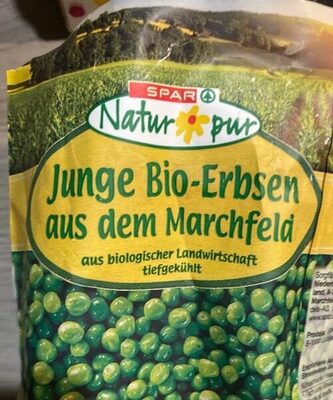 SPAR
Natur pur
Junge Bio-Erbsen
aus dem Marchfeld
aus biologischer Landwirtschaft
tiefgekühlt